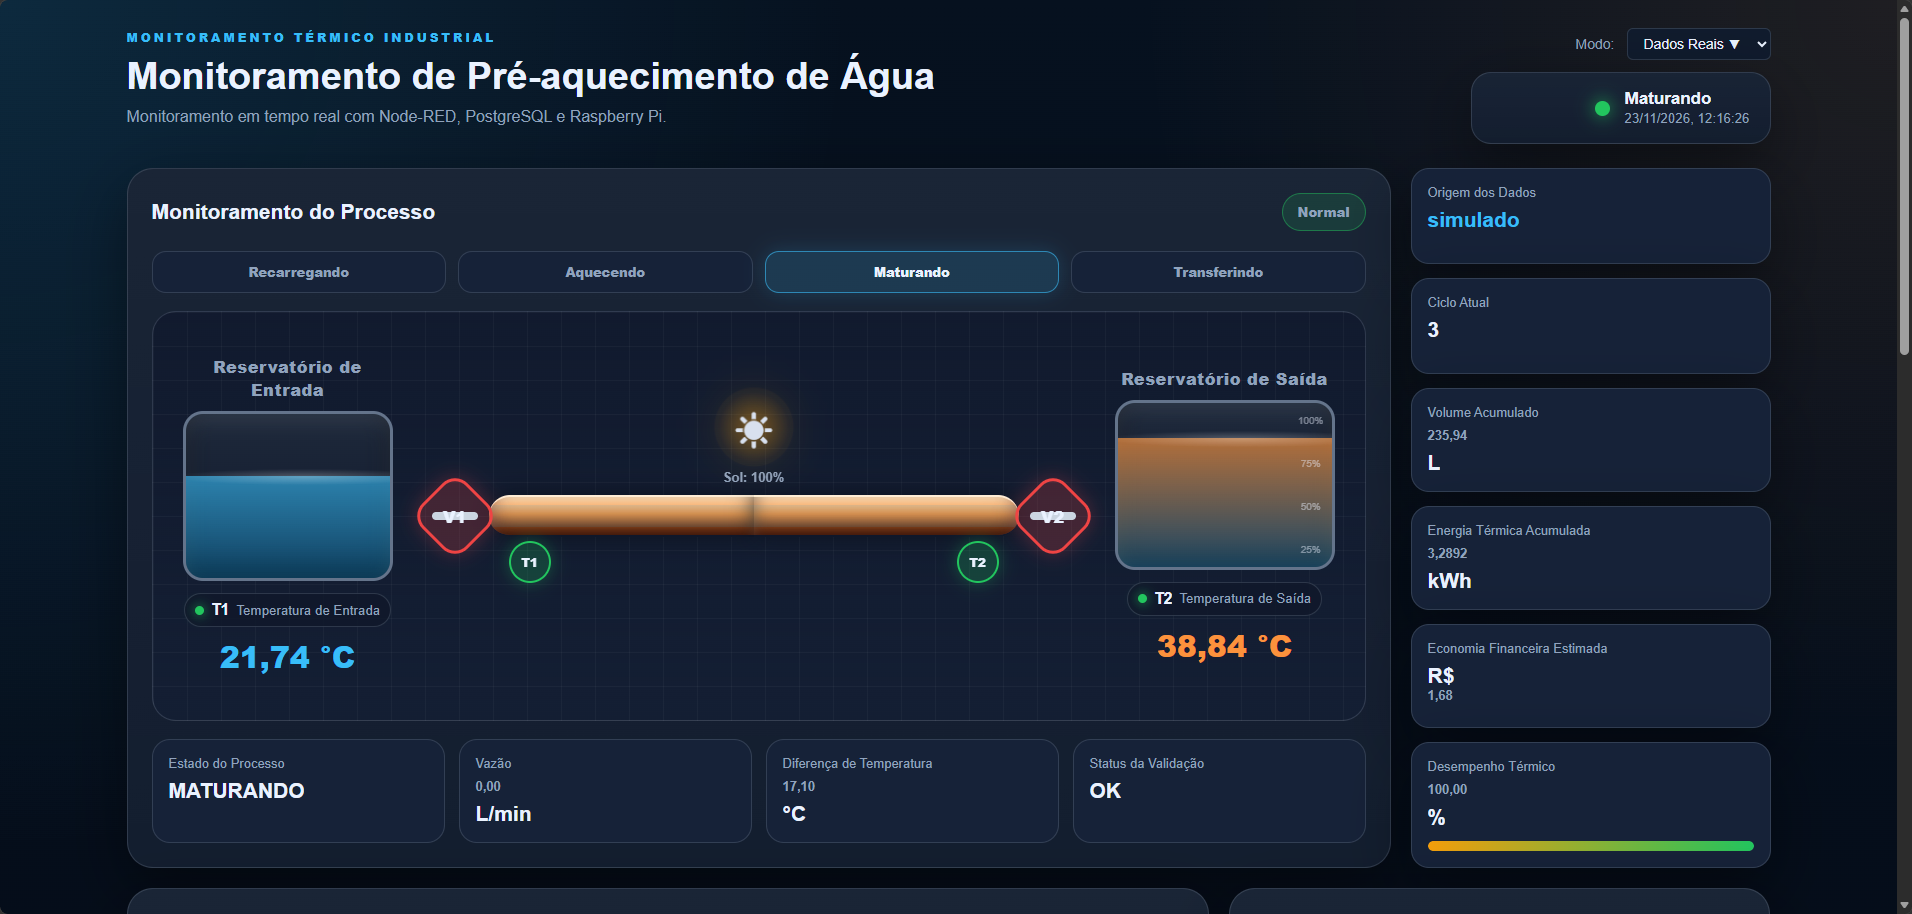 MONITORAMENTO TÉRMICO INDUSTRIAL
Monitoramento de Pré-aquecimento de Água
Monitoramento em tempo real com Node-RED, PostgreSQL e Raspberry Pi.
Modo:
Dados Reais ▼
Maturando
23/11/2026, 12:16:26
Monitoramento do Processo
Normal
Recarregando
Aquecendo
Maturando
Transferindo
Reservatório de
Entrada
T1 Temperatura de Entrada
21,74 °C
Sol: 100%
V1
V2
T1
T2
Reservatório de Saída
100%
75%
50%
25%
T2 Temperatura de Saída
38,84 °C
Estado do Processo
MATURANDO
Vazão
0,00
L/min
Diferença de Temperatura
17,10
°C
Status da Validação
OK
Origem dos Dados
simulado
Ciclo Atual
3
Volume Acumulado
235,94
L
Energia Térmica Acumulada
3,2892
kWh
Economia Financeira Estimada
R$
1,68
Desempenho Térmico
100,00
%